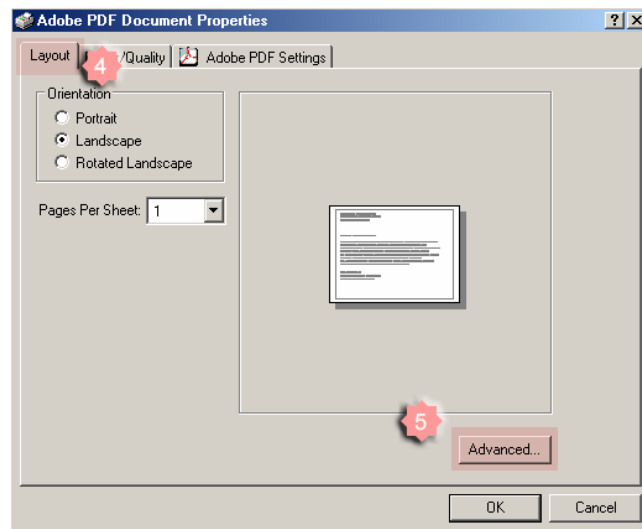 Adobe PDF Document Properties
Layout
4
/Quality
Adobe PDF Settings
Orientation
Portrait
Landscape
Rotated Landscape
Pages Per Sheet: 1
5
Advanced...
OK
Cancel